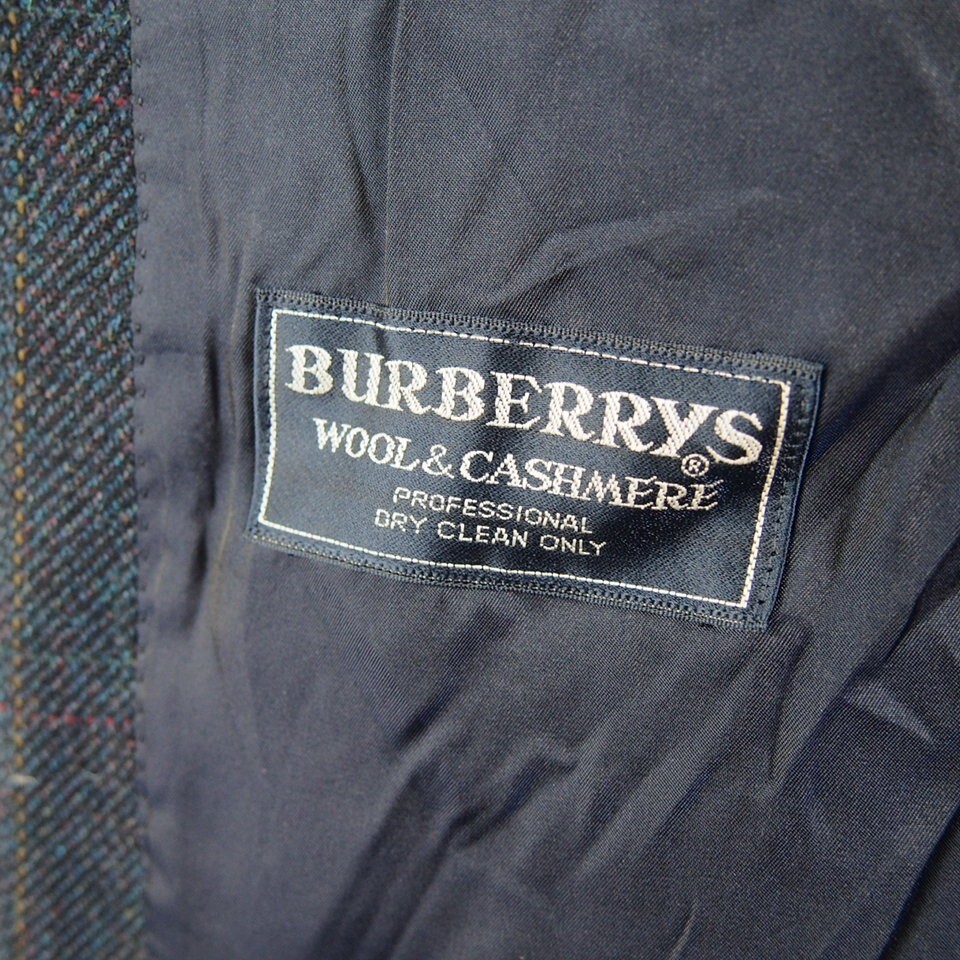 BURBERRYS
®
WOOL & CASHMERE
PROFESSIONAL
DRY CLEAN ONLY